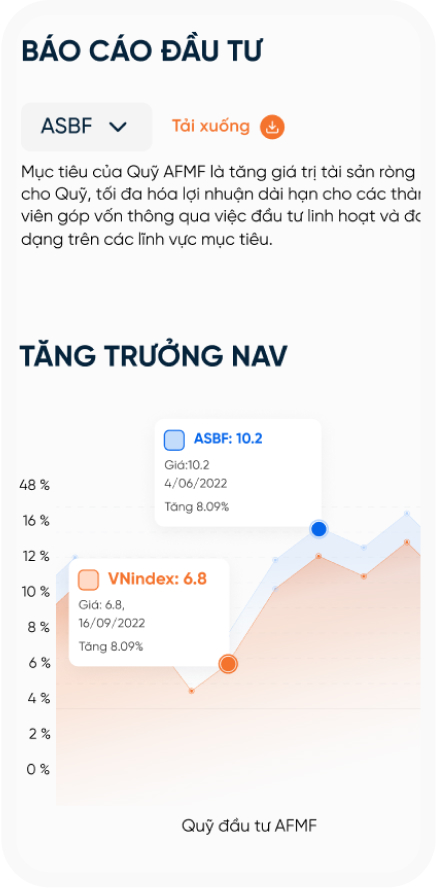 BÁO CÁO ĐẦU TƯ
ASBF
Tải xuống
Mục tiêu của Quỹ AFMF là tăng giá trị tài sản ròng
cho Quỹ, tối đa hóa lợi nhuận dài hạn cho các
viên góp vốn thông qua việc đầu tư linh hoạt và
dạng trên các lĩnh vực mục tiêu.
TĂNG TRƯỞNG NAV
ASBF: 10.2
Giá:10.2
4/06/2022
Tăng 8.09%
48 %
16 %
12 %
10 %
8 %
6 %
4 %
2 %
0 %
VNindex: 6.8
Giá: 6.8,
16/09/2022
Tăng 8.09%
Quỹ đầu tư AFMF